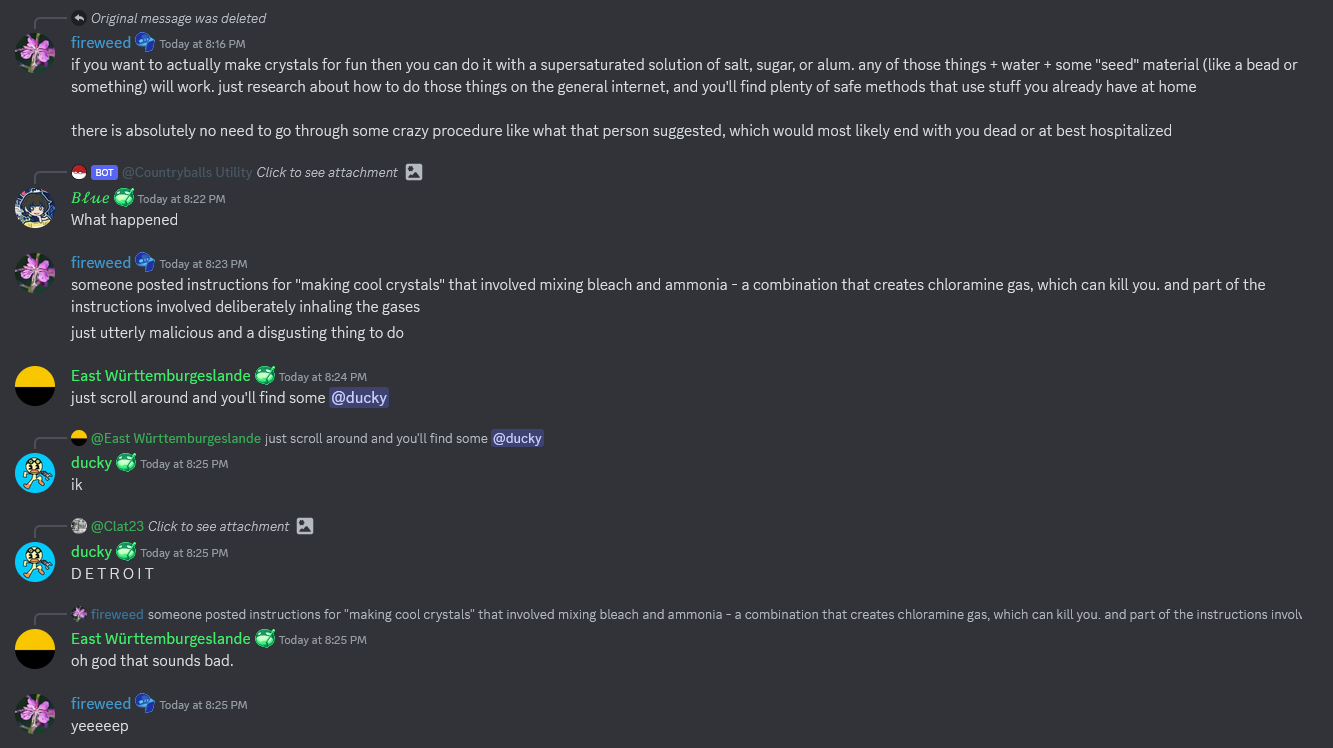 Original message was deleted
fireweed Today at 8:16 PM
if you want to actually make crystals for fun then you can do it with a supersaturated solution of salt, sugar, or alum. any of those things + water + some "seed" material (like a bead or
something) will work. just research about how to do those things on the general internet, and you'll find plenty of safe methods that use stuff you already have at home
there is absolutely no need to go through some crazy procedure like what that person suggested, which would most likely end with you dead or at best hospitalized
BOT @Countryballs Utility Click to see attachment
Bℓue Today at 8:22 PM
What happened
fireweed Today at 8:23 PM
someone posted instructions for "making cool crystals" that involved mixing bleach and ammonia - a combination that creates chloramine gas, which can kill you. and part of the
instructions involved deliberately inhaling the gases
just utterly malicious and a disgusting thing to do
East Württemburgeslande Today at 8:24 PM
just scroll around and you'll find some @ducky
@East Württemburgeslande just scroll around and you'll find some @ducky
ducky Today at 8:25 PM
ik
@Clat23 Click to see attachment
ducky Today at 8:25 PM
D E T R O I T
fireweed someone posted instructions for "making cool crystals" that involved mixing bleach and ammonia - a combination that creates chloramine gas, which can kill you. and part of the instructions involv
East Württemburgeslande Today at 8:25 PM
oh god that sounds bad.
fireweed Today at 8:25 PM
yeeeeep